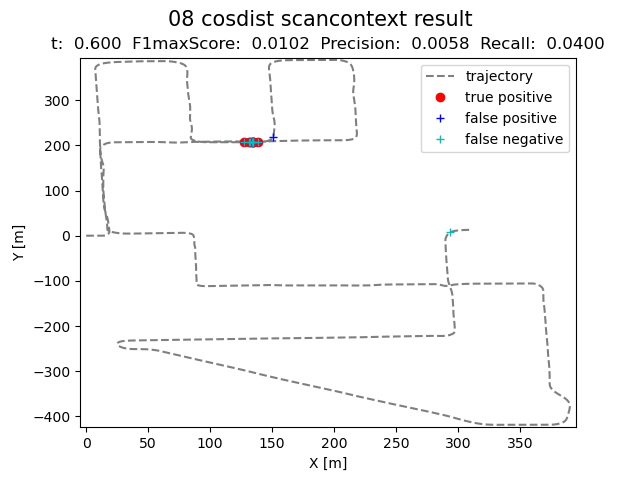 08 cosdist scancontext result
t:  0.600  F1maxScore:  0.0102  Precision:  0.0058  Recall:  0.0400
trajectory
true positive
false positive
false negative
300
200
100
0
−100
−200
−300
−400
Y [m]
0 50 100 150 200 250 300 350
X [m]